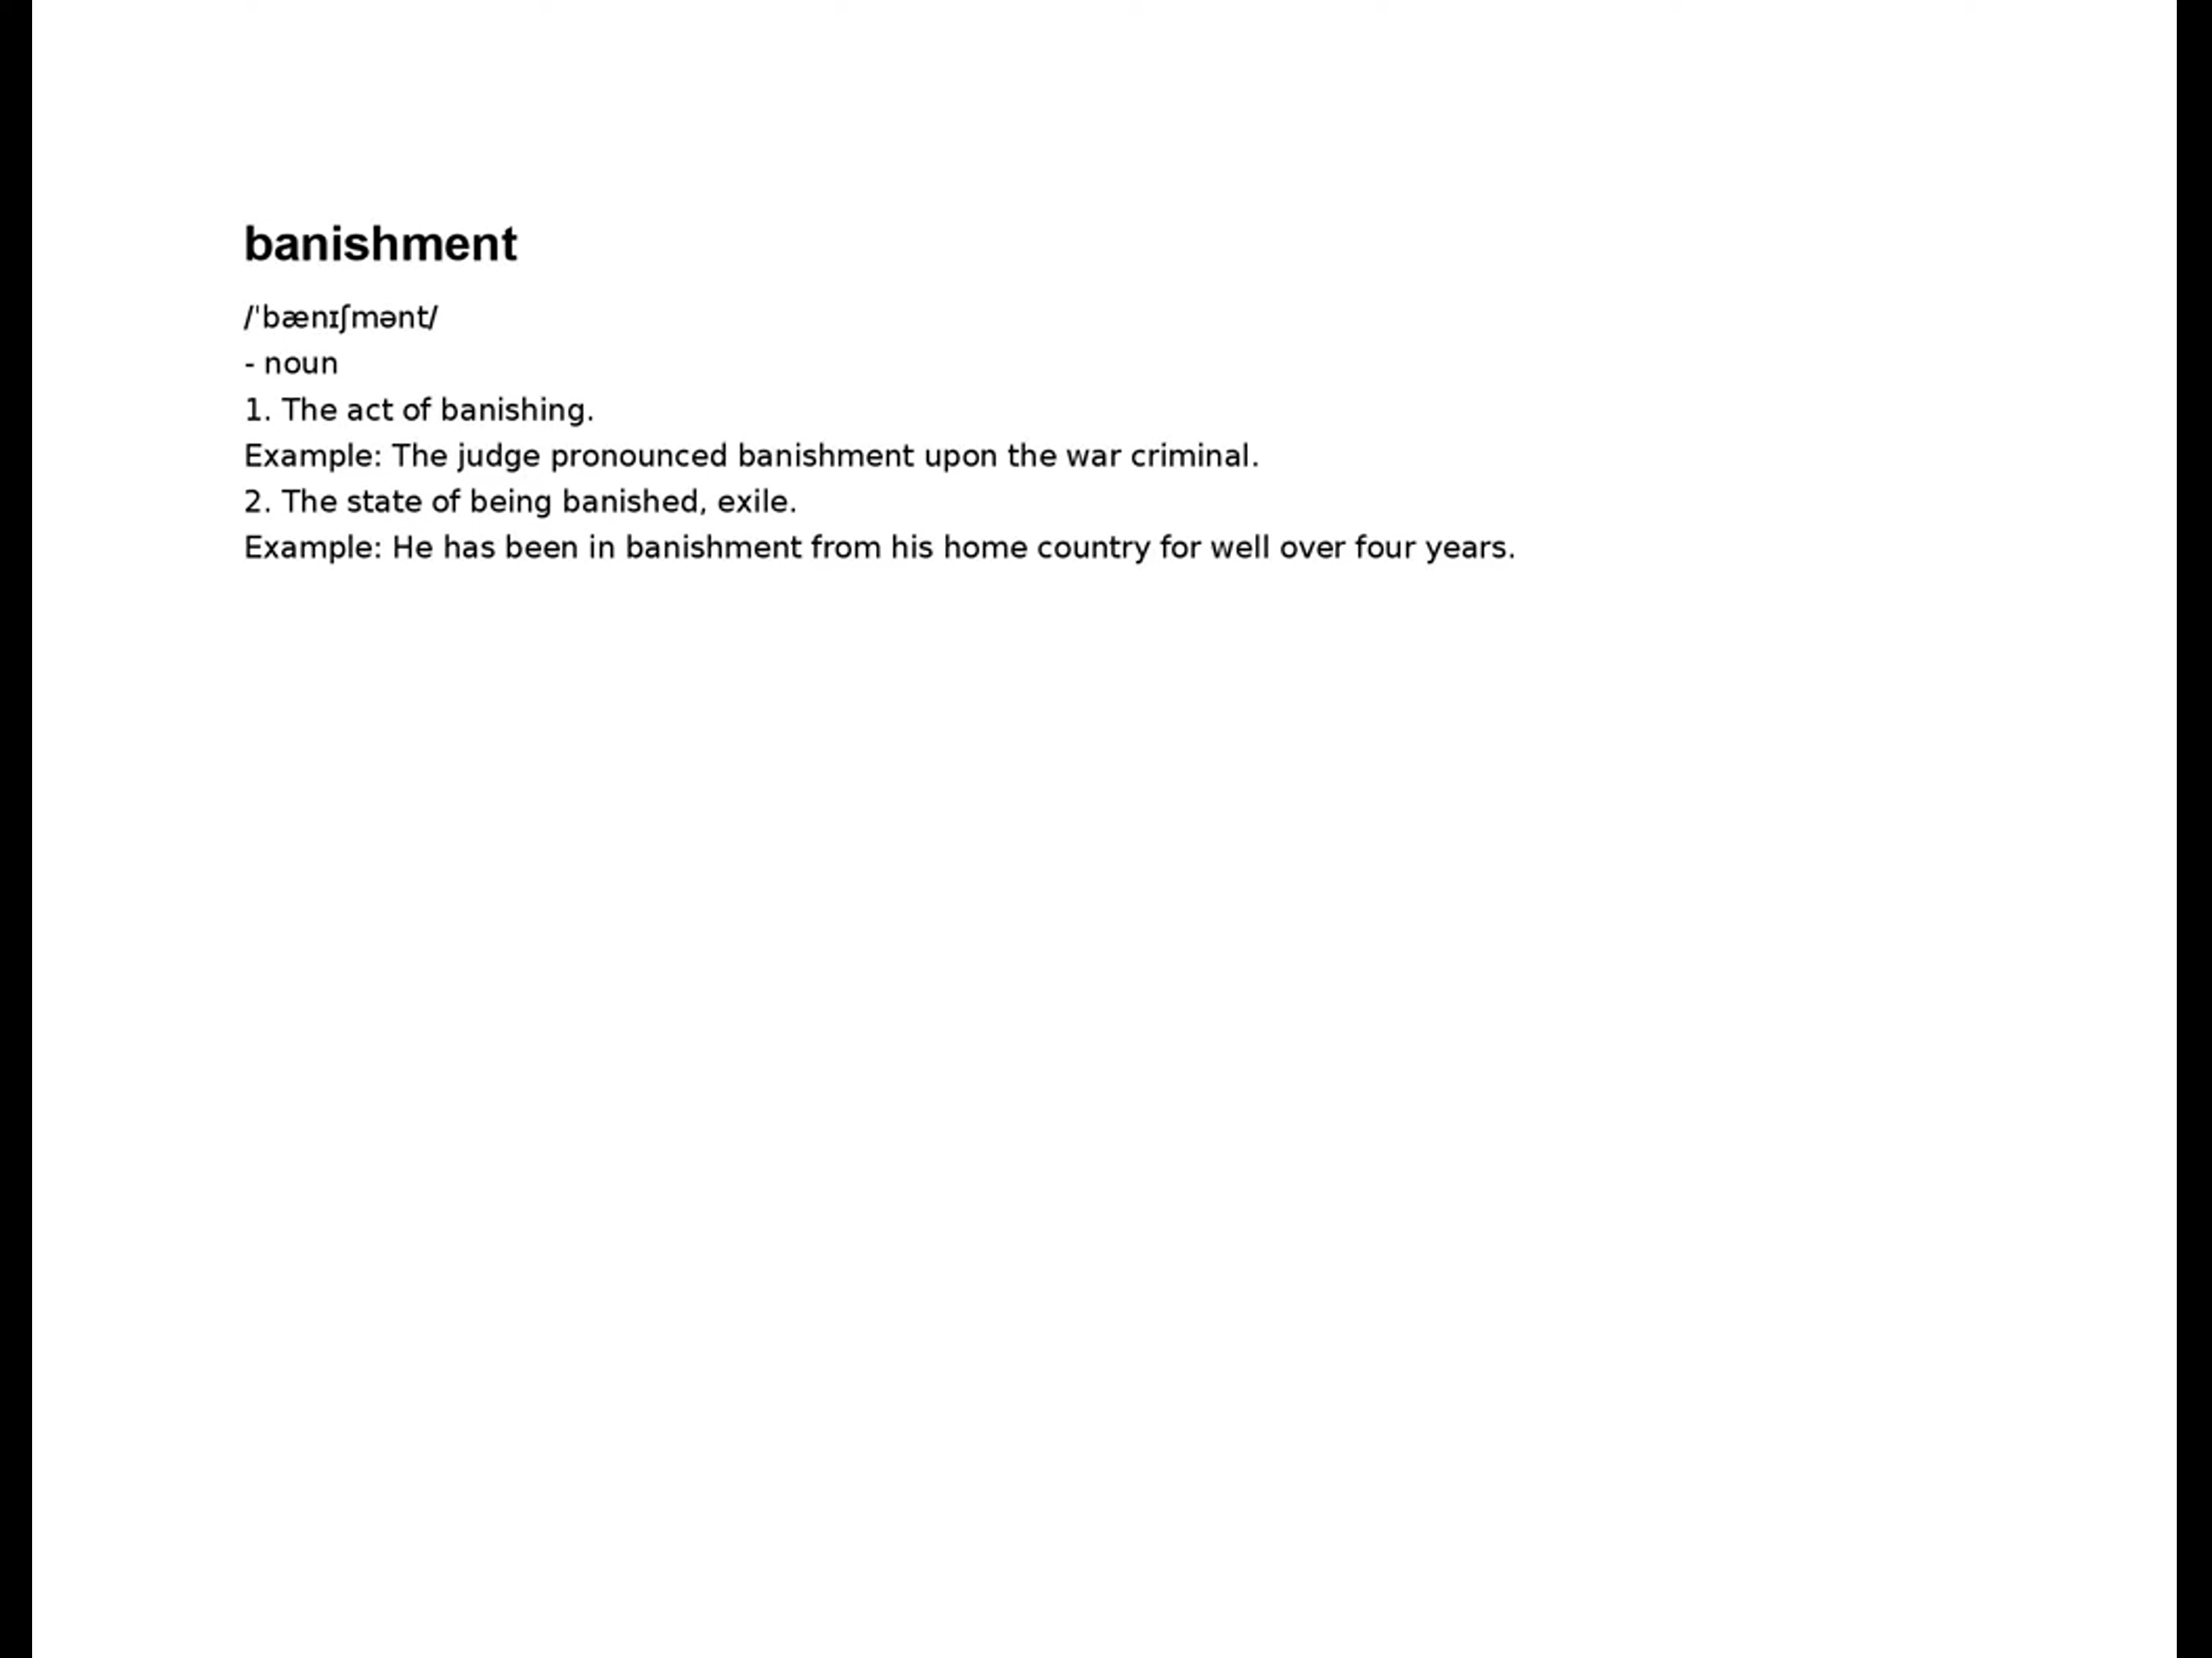 banishment
/ˈbænɪʃmənt/
- noun
1. The act of banishing.
Example: The judge pronounced banishment upon the war criminal.
2. The state of being banished, exile.
Example: He has been in banishment from his home country for well over four years.